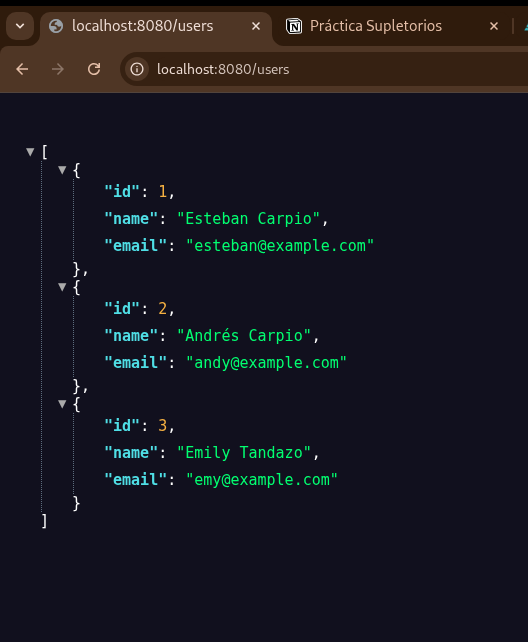 localhost:8080/users
Práctica Supletorios
localhost:8080/users
[
{
"id": 1,
"name": "Esteban Carpio",
"email": "esteban@example.com"
},
{
"id": 2,
"name": "Andrés Carpio",
"email": "andy@example.com"
},
{
"id": 3,
"name": "Emily Tandazo",
"email": "emy@example.com"
}
]